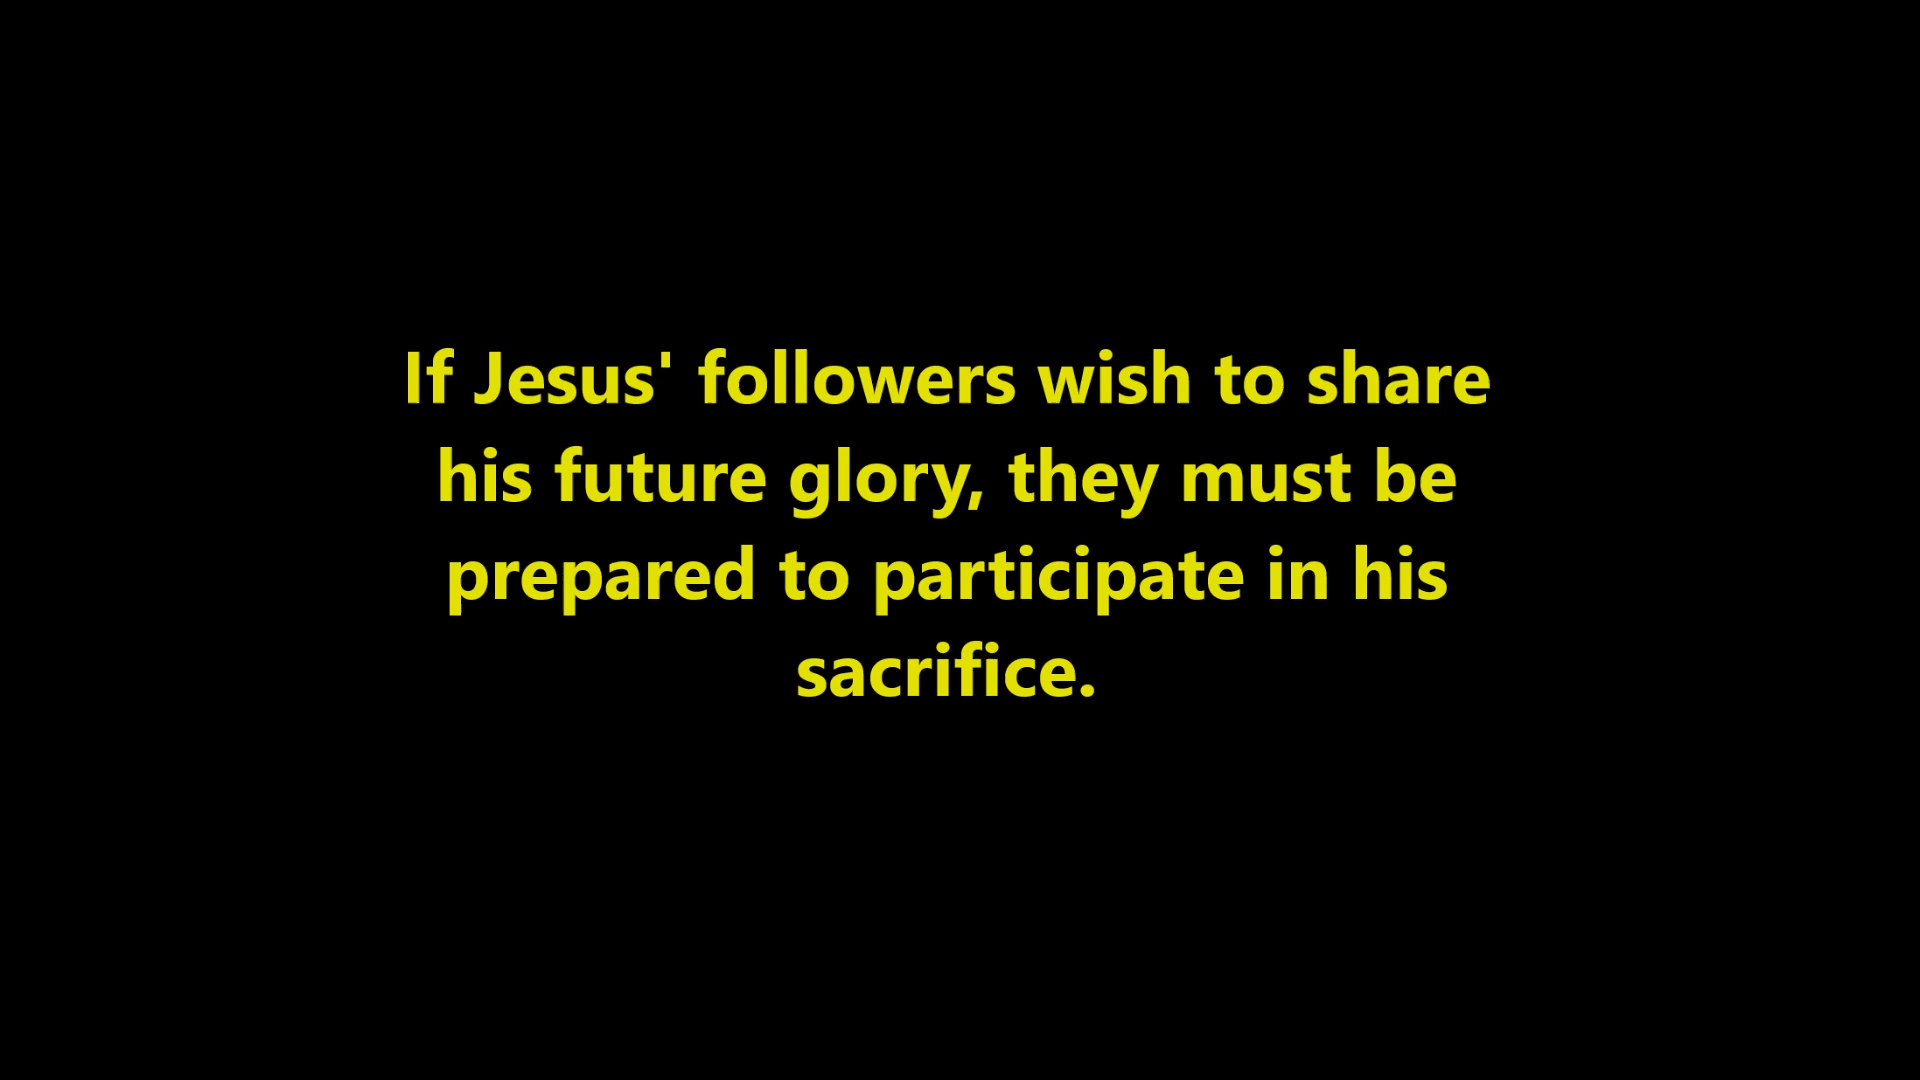 If Jesus' followers wish to share
his future glory, they must be
prepared to participate in his
sacrifice.